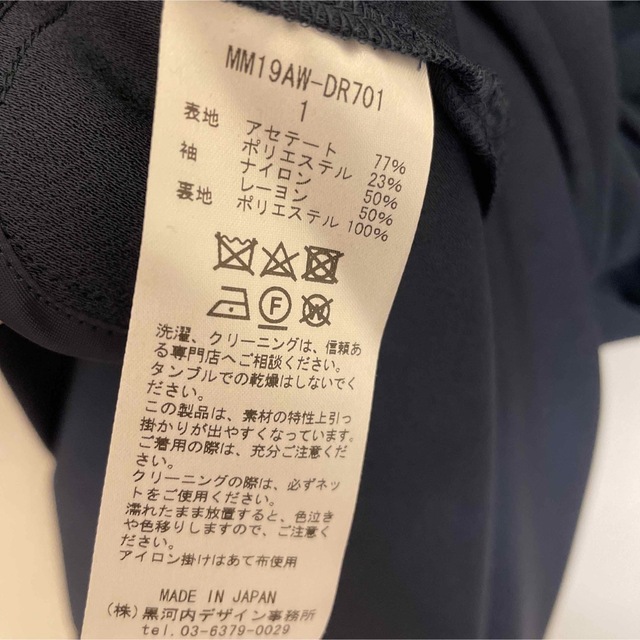 MM19AW-DR701
1
表地 アセテート 77%
ポリエステル 23%
袖 ナイロン 50%
レーヨン 50%
裏地 ポリエステル 100%
F
W
洗濯、クリーニングは、信頼あ
る専門店へご相談ください。
タンブルでの乾燥はしないでく
ださい。
この製品は、素材の特性上引っ
掛かりが出やすくなっています。
ご着用の際は、充分ご注意くだ
さい。
クリーニングの際は、必ずネッ
トをご使用ください。
濡れたまま放置すると、色泣き
や色移りしますので、ご注意く
ださい。
アイロン掛けはあて布使用
MADE IN JAPAN
(株)黒河内デザイン事務所
tel.03-6379-0029